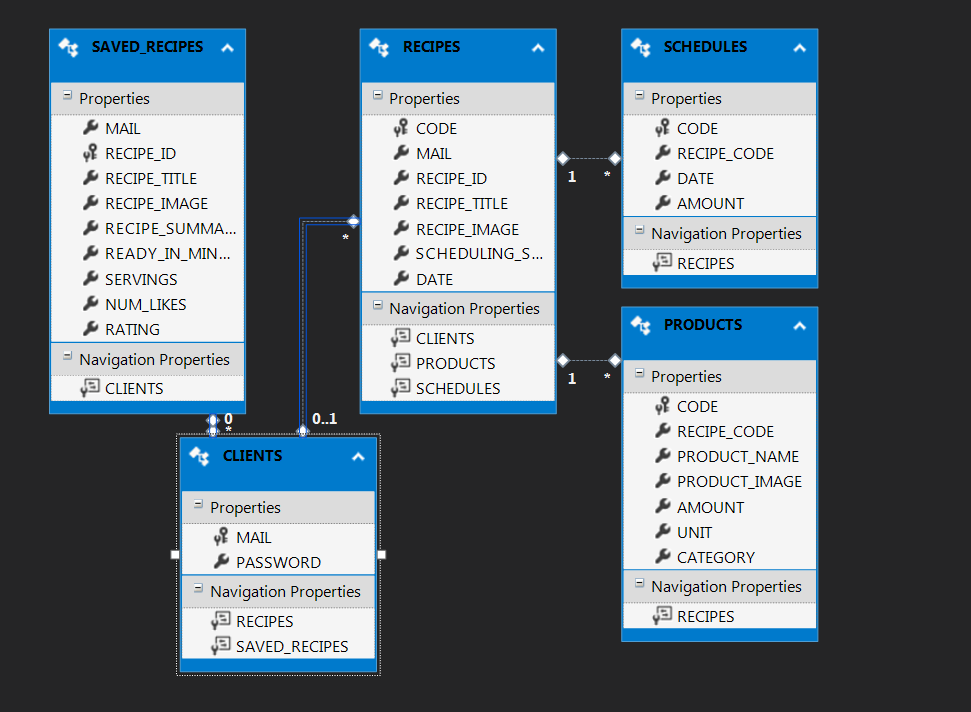 SAVED_RECIPES
Properties
MAIL
RECIPE_ID
RECIPE_TITLE
RECIPE_IMAGE
RECIPE_SUMMA...
READY_IN_MIN...
SERVINGS
NUM_LIKES
RATING
Navigation Properties
CLIENTS
RECIPES
Properties
CODE
MAIL
RECIPE_ID
RECIPE_TITLE
RECIPE_IMAGE
SCHEDULING_S...
DATE
Navigation Properties
CLIENTS
PRODUCTS
SCHEDULES
1
*
SCHEDULES
Properties
CODE
RECIPE_CODE
DATE
AMOUNT
Navigation Properties
RECIPES
1
*
PRODUCTS
Properties
CODE
RECIPE_CODE
PRODUCT_NAME
PRODUCT_IMAGE
AMOUNT
UNIT
CATEGORY
Navigation Properties
RECIPES
*
0..1
0
*
CLIENTS
Properties
MAIL
PASSWORD
Navigation Properties
RECIPES
SAVED_RECIPES